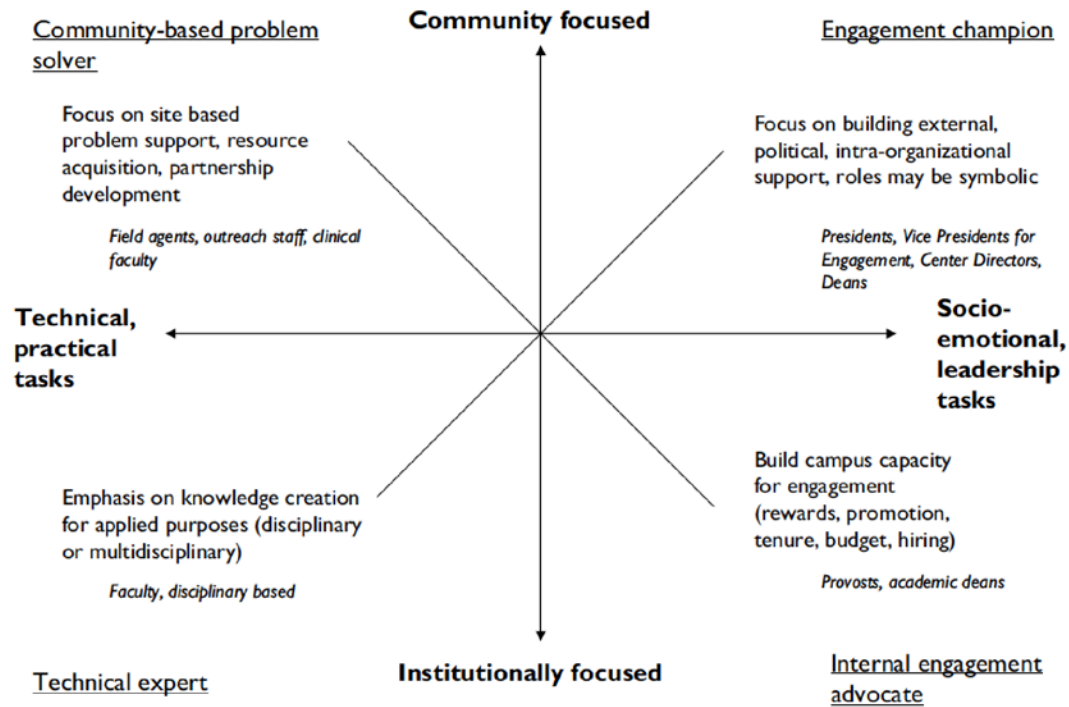 Community focused
Community-based problem
solver
Engagement champion
Focus on site based
problem support, resource
acquisition, partnership
development
Field agents, outreach staff, clinical
faculty
Focus on building external,
political, intra-organizational
support, roles may be symbolic
Presidents, Vice Presidents for
Engagement, Center Directors,
Deans
Technical,
practical
tasks
Socio-
emotional,
leadership
tasks
Emphasis on knowledge creation
for applied purposes (disciplinary
or multidisciplinary)
Faculty, disciplinary based
Build campus capacity
for engagement
(rewards, promotion,
tenure, budget, hiring)
Provosts, academic deans
Technical expert
Institutionally focused
Internal engagement
advocate